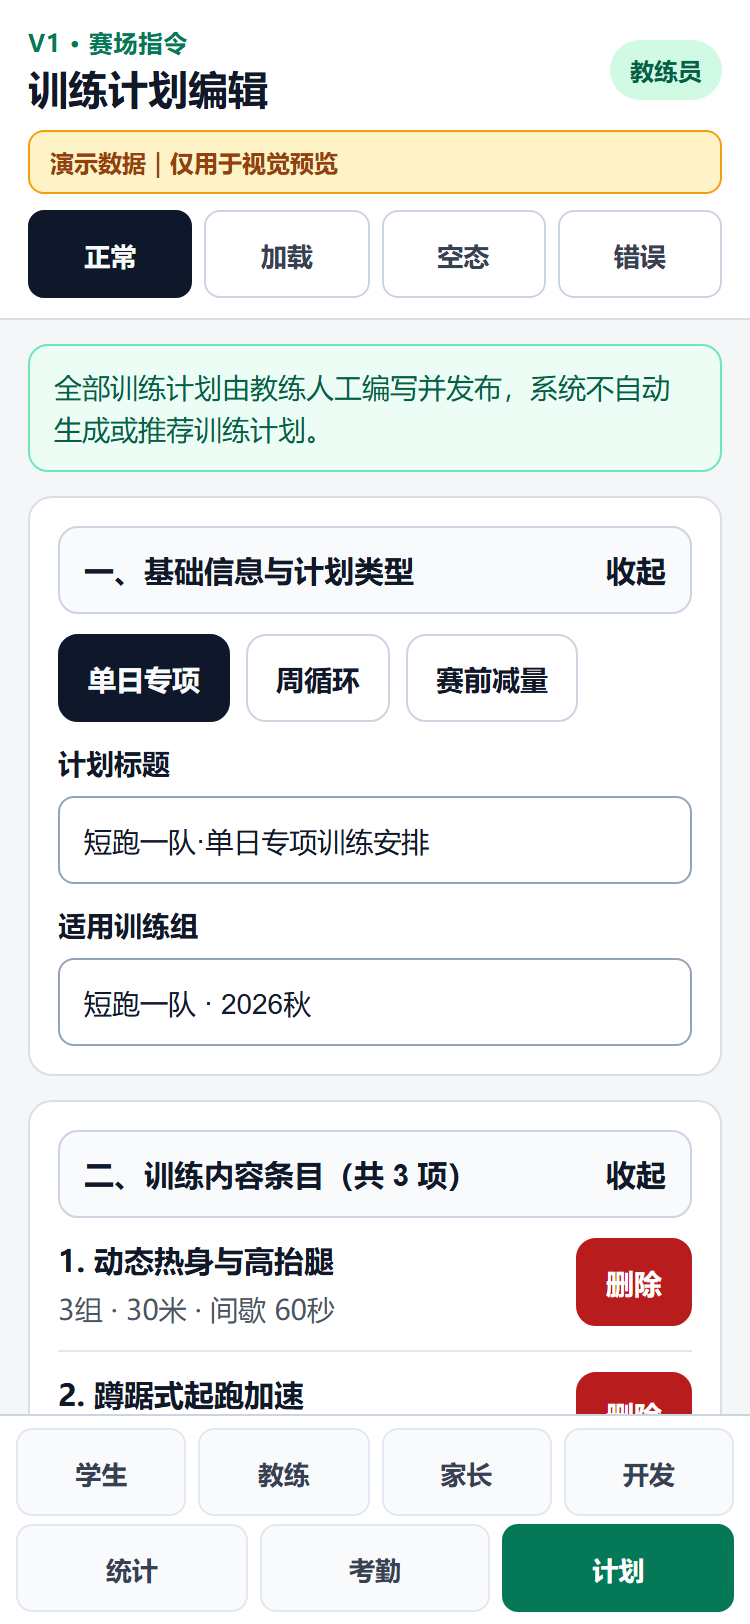 V1 · 赛场指令
训练计划编辑
教练员
演示数据｜仅用于视觉预览
正常
加载
空态
错误
全部训练计划由教练人工编写并发布，系统不自动
生成或推荐训练计划。
一、基础信息与计划类型
收起
单日专项
周循环
赛前减量
计划标题
短跑一队·单日专项训练安排
适用训练组
短跑一队 · 2026秋
二、训练内容条目（共 3 项）
收起
1. 动态热身与高抬腿
删除
3组 · 30米 · 间歇 60秒
2. 蹲踞式起跑加速
删除
学生
教练
家长
开发
统计
考勤
计划